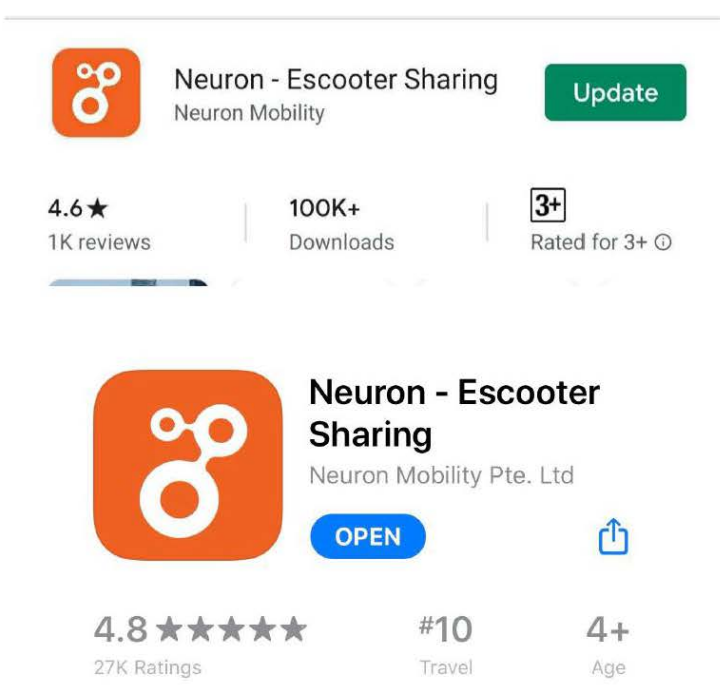 Neuron - Escooter Sharing
Neuron Mobility
Update
4.6★ 100K+ 3+
1K reviews Downloads Rated for 3+
Neuron - Escooter
Sharing
Neuron Mobility Pte. Ltd
OPEN
4.8★★★★★ #10 4+
27K Ratings Travel Age